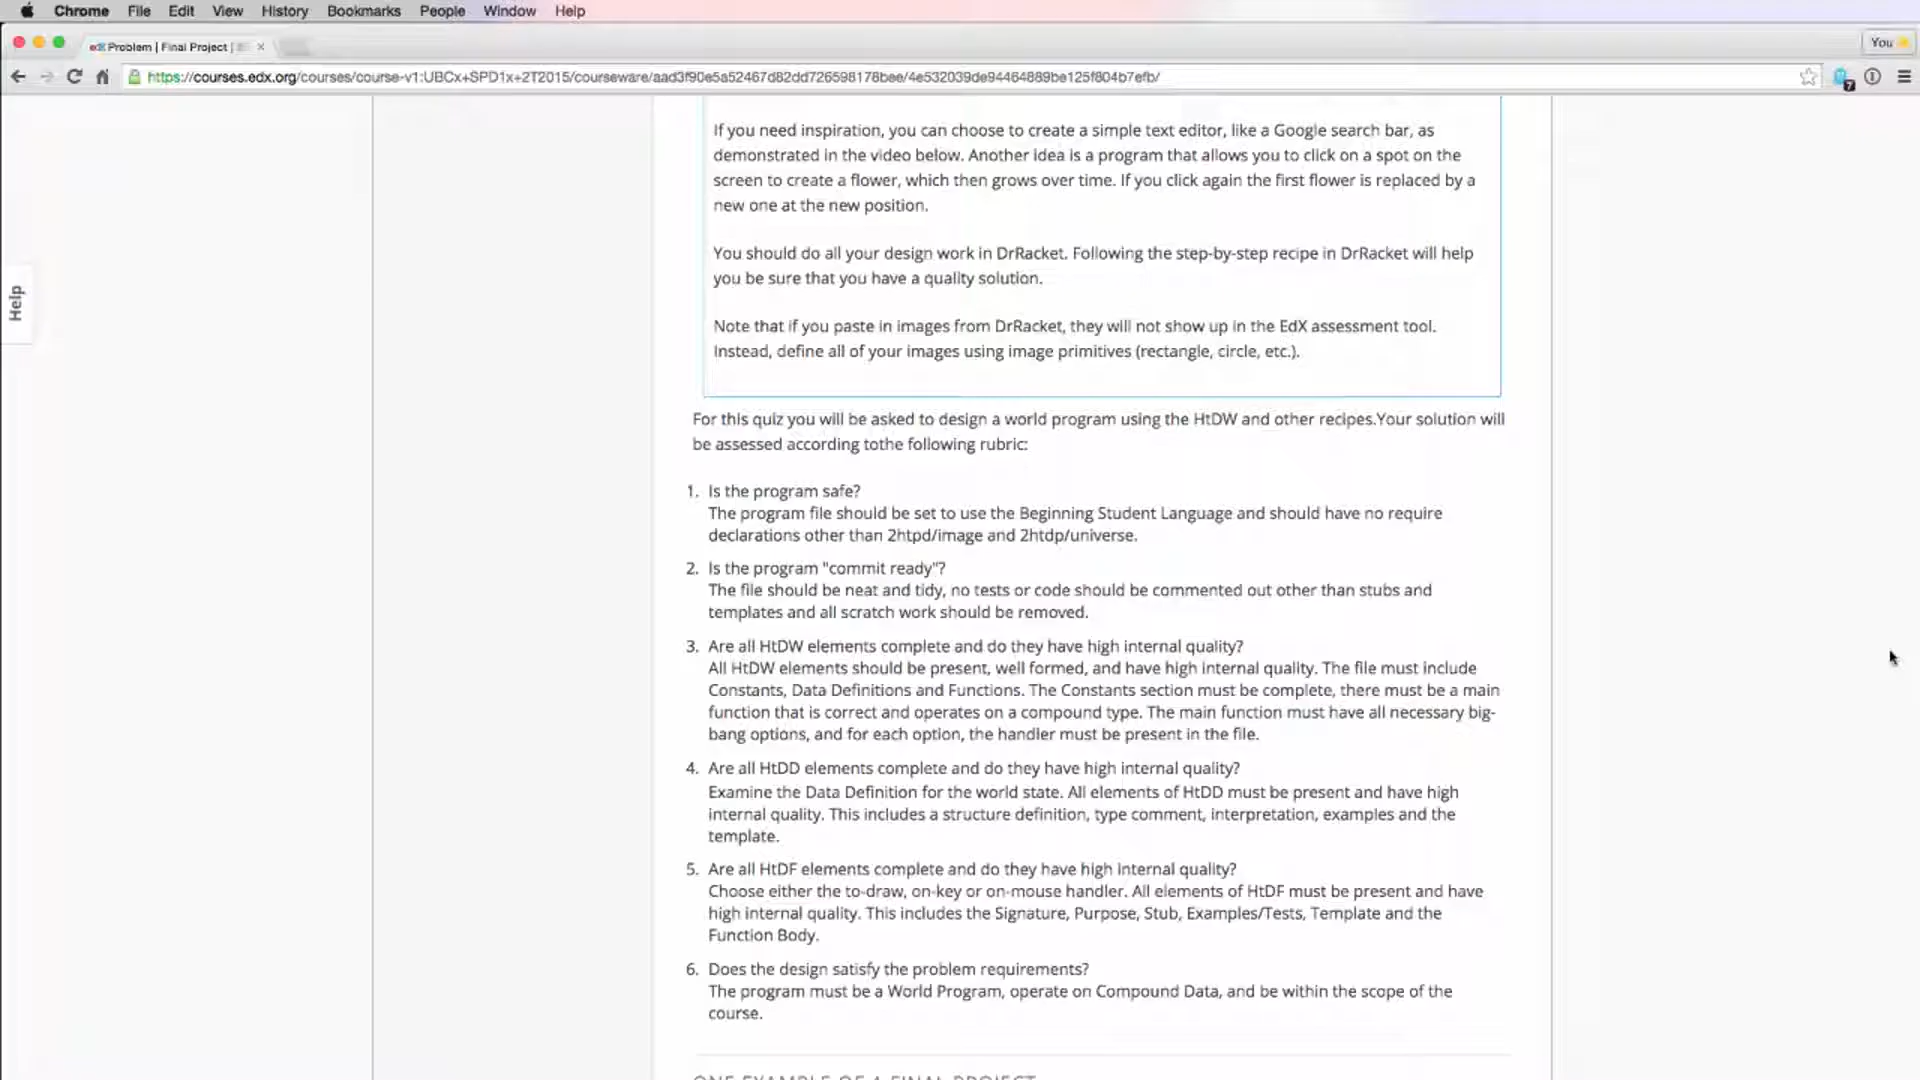 Chrome File Edit View History Bookmarks People Window Help
edX Problem | Final Project |
You
https://courses.edx.org/courses/course-v1:UBCx+SPD1x+2T2015/courseware/aad3f90e5a52467d82dd726598178bee/4e532039de94464889be125f804b7efb/
7
Help
If you need inspiration, you can choose to create a simple text editor, like a Google search bar, as
demonstrated in the video below. Another idea is a program that allows you to click on a spot on the
screen to create a flower, which then grows over time. If you click again the first flower is replaced by a
new one at the new position.
You should do all your design work in DrRacket. Following the step-by-step recipe in DrRacket will help
you be sure that you have a quality solution.
Note that if you paste in images from DrRacket, they will not show up in the EdX assessment tool.
Instead, define all of your images using image primitives (rectangle, circle, etc.).
For this quiz you will be asked to design a world program using the HtDW and other recipes.Your solution will
be assessed according tothe following rubric:
1. Is the program safe?
The program file should be set to use the Beginning Student Language and should have no require
declarations other than 2htpd/image and 2htdp/universe.
2. Is the program "commit ready"?
The file should be neat and tidy, no tests or code should be commented out other than stubs and
templates and all scratch work should be removed.
3. Are all HtDW elements complete and do they have high internal quality?
All HtDW elements should be present, well formed, and have high internal quality. The file must include
Constants, Data Definitions and Functions. The Constants section must be complete, there must be a main
function that is correct and operates on a compound type. The main function must have all necessary big-
bang options, and for each option, the handler must be present in the file.
4. Are all HtDD elements complete and do they have high internal quality?
Examine the Data Definition for the world state. All elements of HtDD must be present and have high
internal quality. This includes a structure definition, type comment, interpretation, examples and the
template.
5. Are all HtDF elements complete and do they have high internal quality?
Choose either the to-draw, on-key or on-mouse handler. All elements of HtDF must be present and have
high internal quality. This includes the Signature, Purpose, Stub, Examples/Tests, Template and the
Function Body.
6. Does the design satisfy the problem requirements?
The program must be a World Program, operate on Compound Data, and be within the scope of the
course.
ONE EXAMPLE OF A FINAL PROJECT